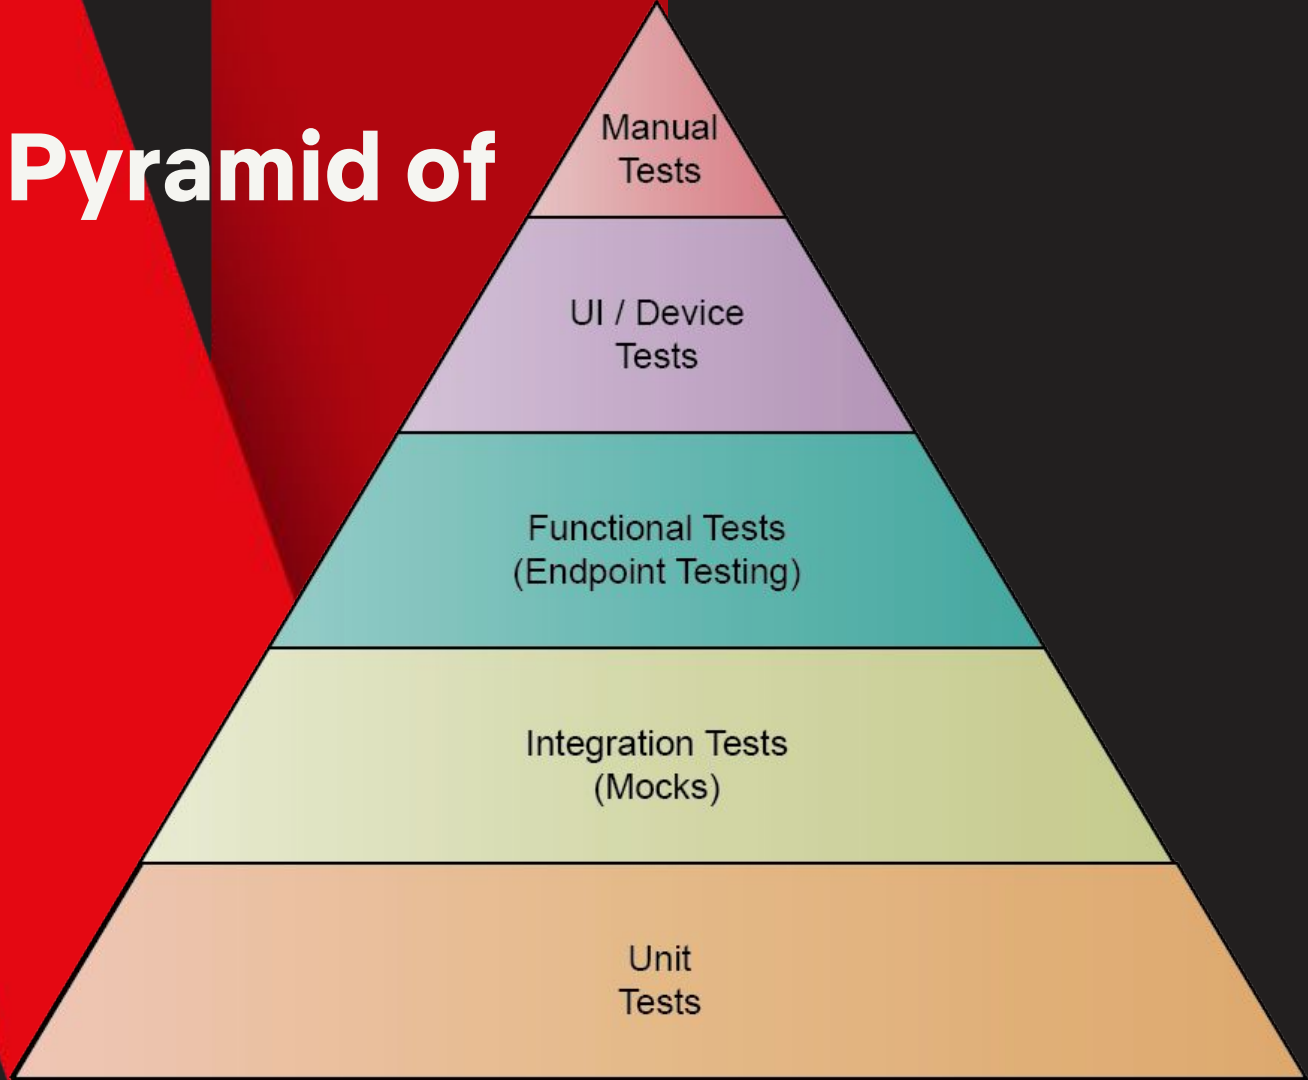 Pyramid of
Manual
Tests
UI / Device
Tests
Functional Tests
(Endpoint Testing)
Integration Tests
(Mocks)
Unit
Tests